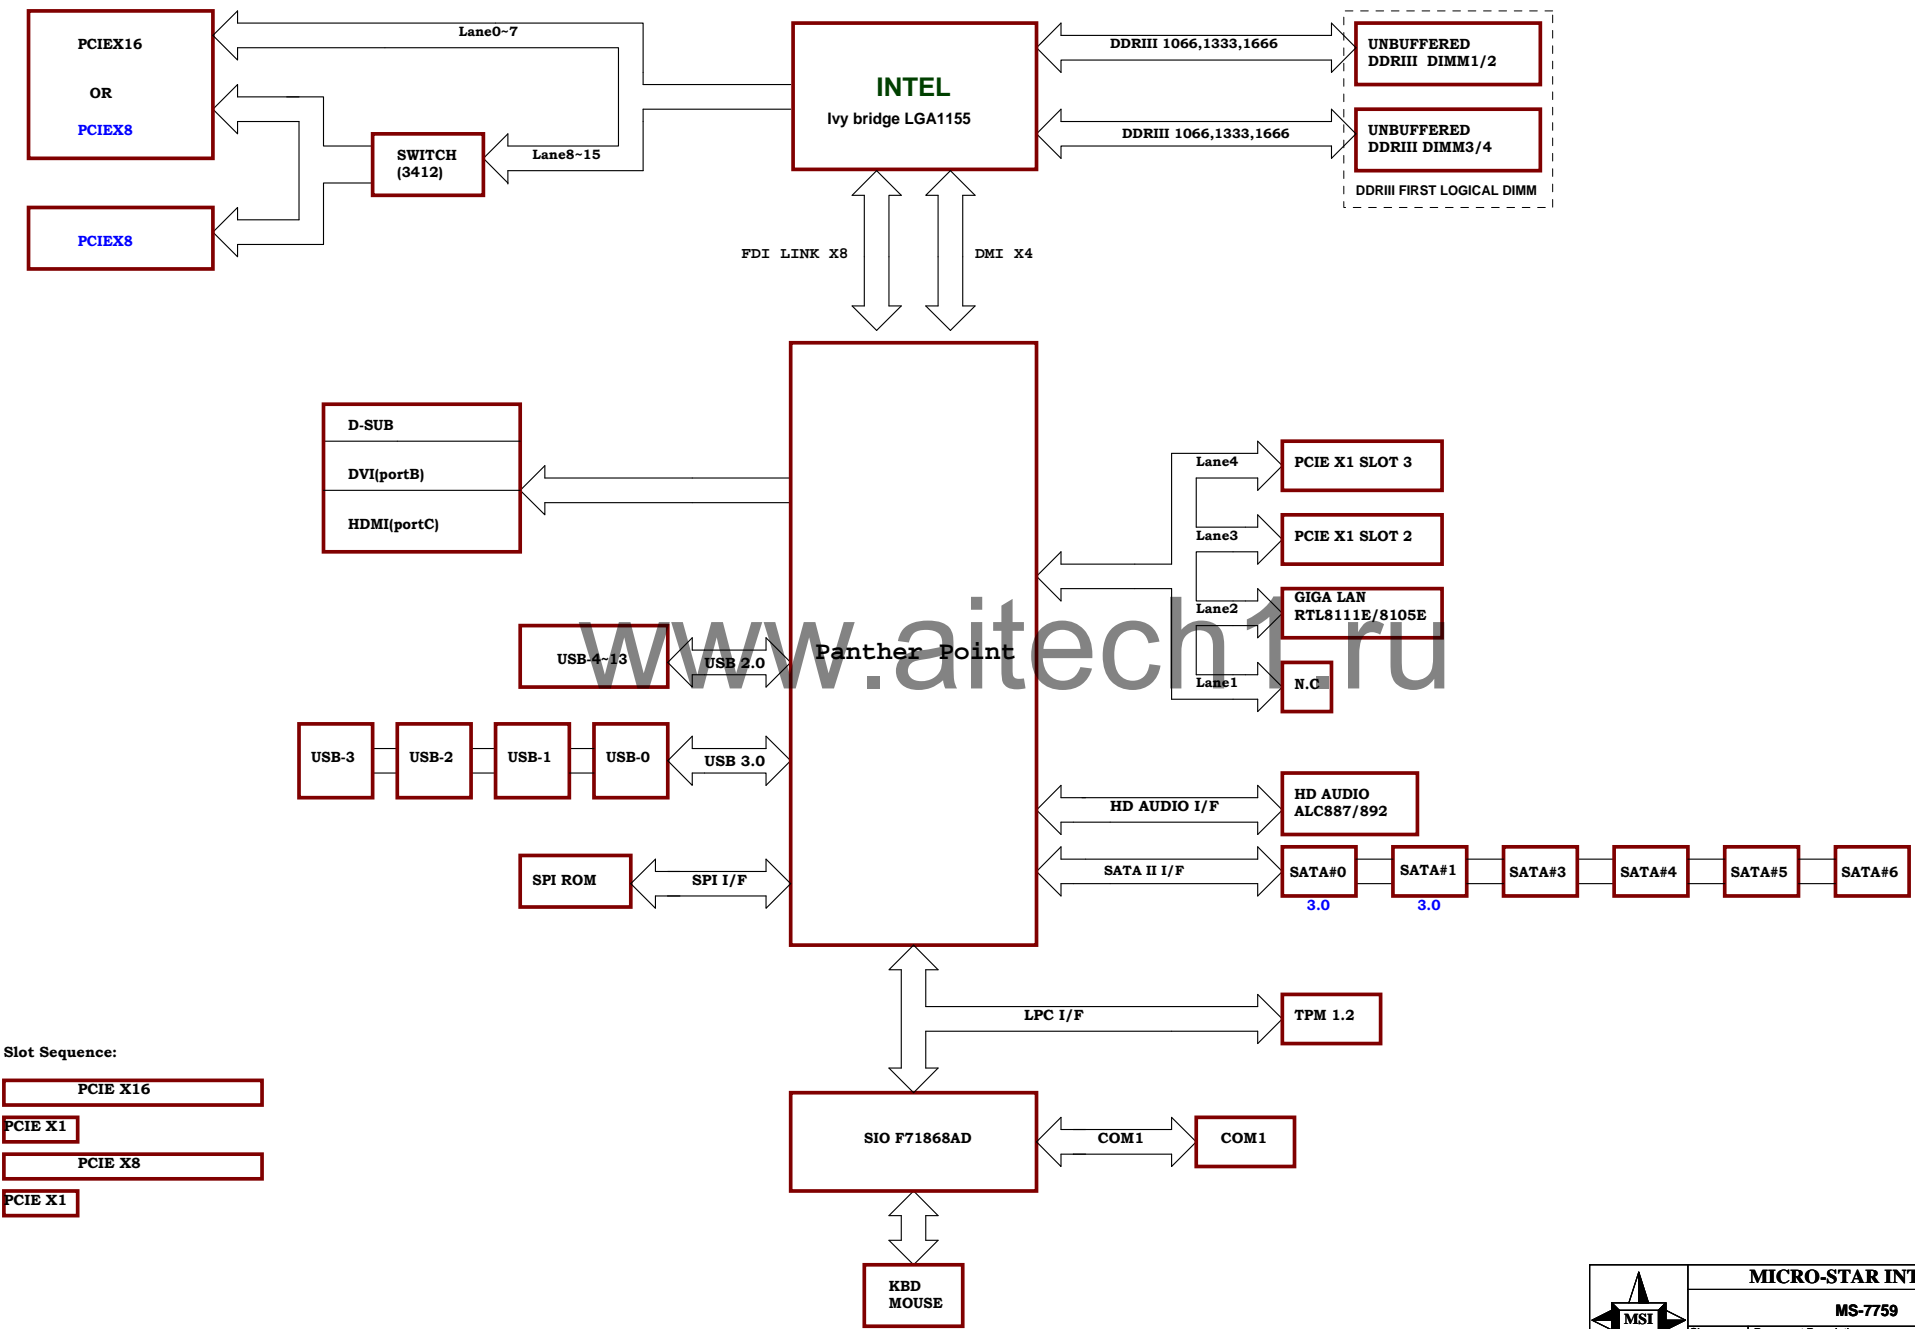 PCIEX16
OR
PCIEX8
PCIEX8
Lane0~7
Lane8~15
SWITCH
(3412)
INTEL
Ivy bridge LGA1155
DDRIII 1066,1333,1666
DDRIII 1066,1333,1666
UNBUFFERED
DDRIII DIMM1/2
UNBUFFERED
DDRIII DIMM3/4
DDRIII FIRST LOGICAL DIMM
FDI LINK X8
DMI X4
D-SUB
DVI(portB)
HDMI(portC)
Panther Point
Lane4
PCIE X1 SLOT 3
Lane3
PCIE X1 SLOT 2
Lane2
GIGA LAN
RTL8111E/8105E
Lane1
N.C
www.aitech1.ru
USB-4~13
USB 2.0
USB-3
USB-2
USB-1
USB-0
USB 3.0
HD AUDIO I/F
HD AUDIO
ALC887/892
SPI ROM
SPI I/F
SATA II I/F
SATA#0
SATA#1
SATA#3
SATA#4
SATA#5
SATA#6
3.0
3.0
LPC I/F
TPM 1.2
SIO F71868AD
COM1
COM1
KBD
MOUSE
Slot Sequence:
PCIE X16
PCIE X1
PCIE X8
PCIE X1
MSI
MICRO-STAR INT
MS-7759